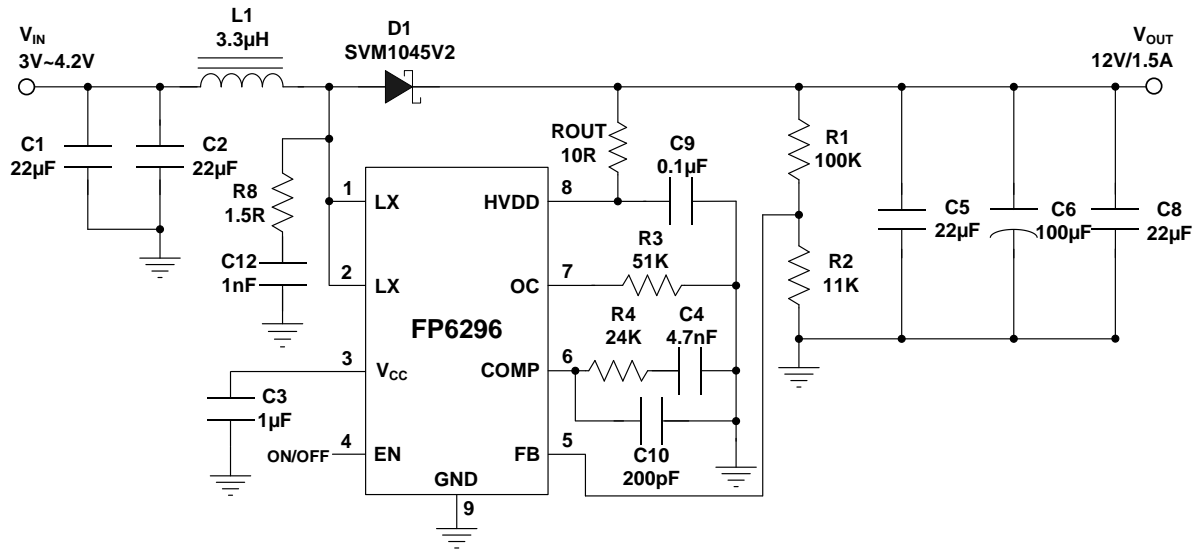 L1
3.3µH
V_IN
3V~4.2V
D1
SVM1045V2
V_OUT
12V/1.5A
C1
22µF
C2
22µF
R8
1.5R
C12
1nF
ROUT
10R
C9
0.1µF
R1
100K
R2
11K
C5
22µF
C6
100µF
C8
22µF
1
LX
2
LX
3
V_CC
4
EN
ON/OFF
C3
1µF
FP6296
GND
9
HVDD
8
OC
7
COMP
6
FB
5
R3
51K
R4
24K
C4
4.7nF
C10
200pF